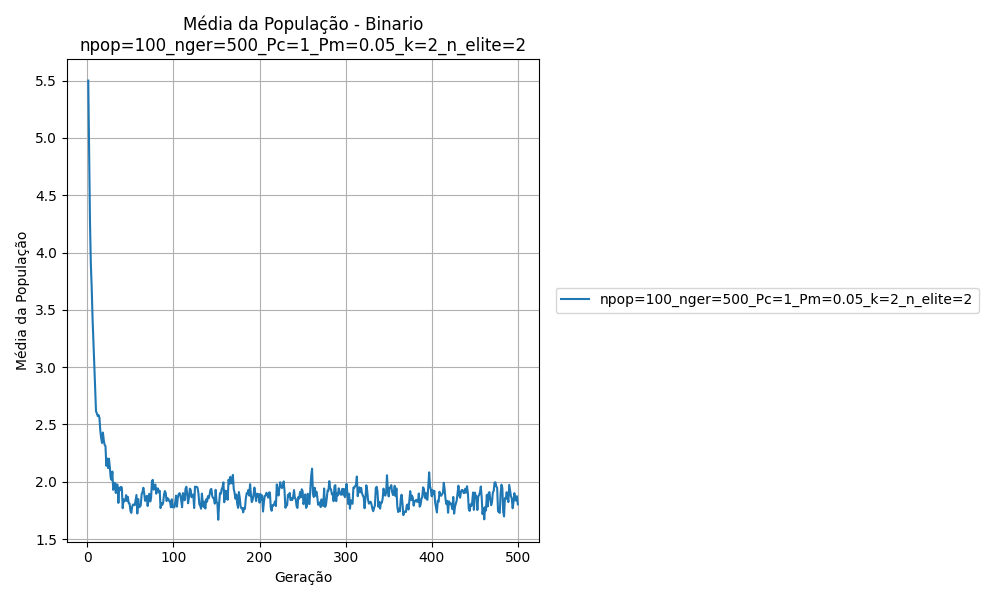 Média da População - Binario
npop=100_nger=500_Pc=1_Pm=0.05_k=2_n_elite=2
5.5
5.0
4.5
4.0
3.5
3.0
2.5
2.0
1.5
Média da População
0 100 200 300 400 500
Geração
npop=100_nger=500_Pc=1_Pm=0.05_k=2_n_elite=2